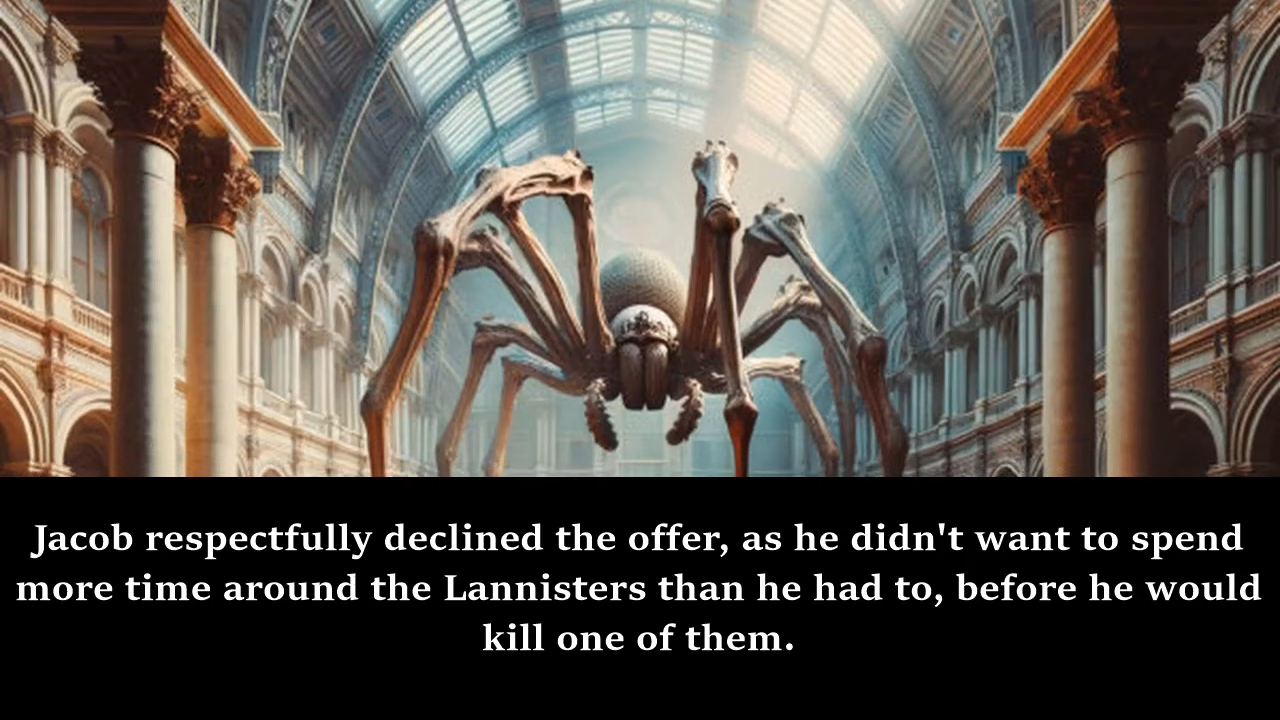 Jacob respectfully declined the offer, as he didn't want to spend
more time around the Lannisters than he had to, before he would
kill one of them.